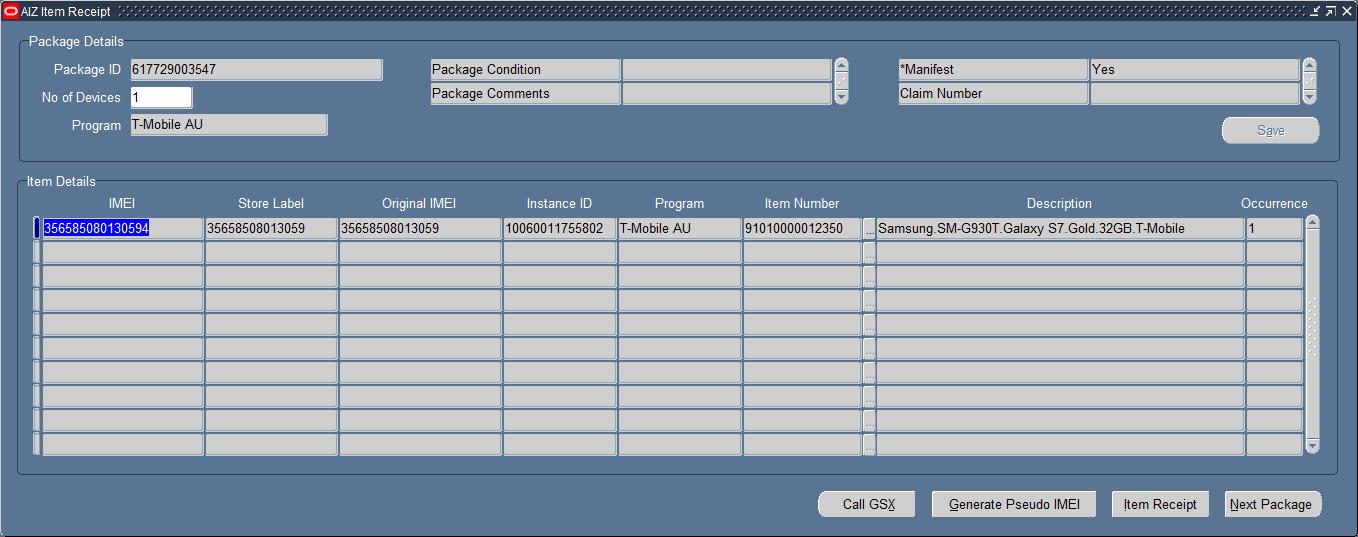 AIZ Item Receipt
Package Details
Package ID 617729003547 Package Condition *Manifest Yes
No of Devices 1 Package Comments Claim Number
Program T-Mobile AU
Save
Item Details
IMEI Store Label Original IMEI Instance ID Program Item Number Description Occurrence
356585080130594 35658508013059 35658508013059 10060011755802 T-Mobile AU 91010000012350 ... Samsung.SM-G930T.Galaxy S7.Gold.32GB.T-Mobile 1
...
...
...
...
...
...
...
...
...
Call GSX Generate Pseudo IMEI Item Receipt Next Package